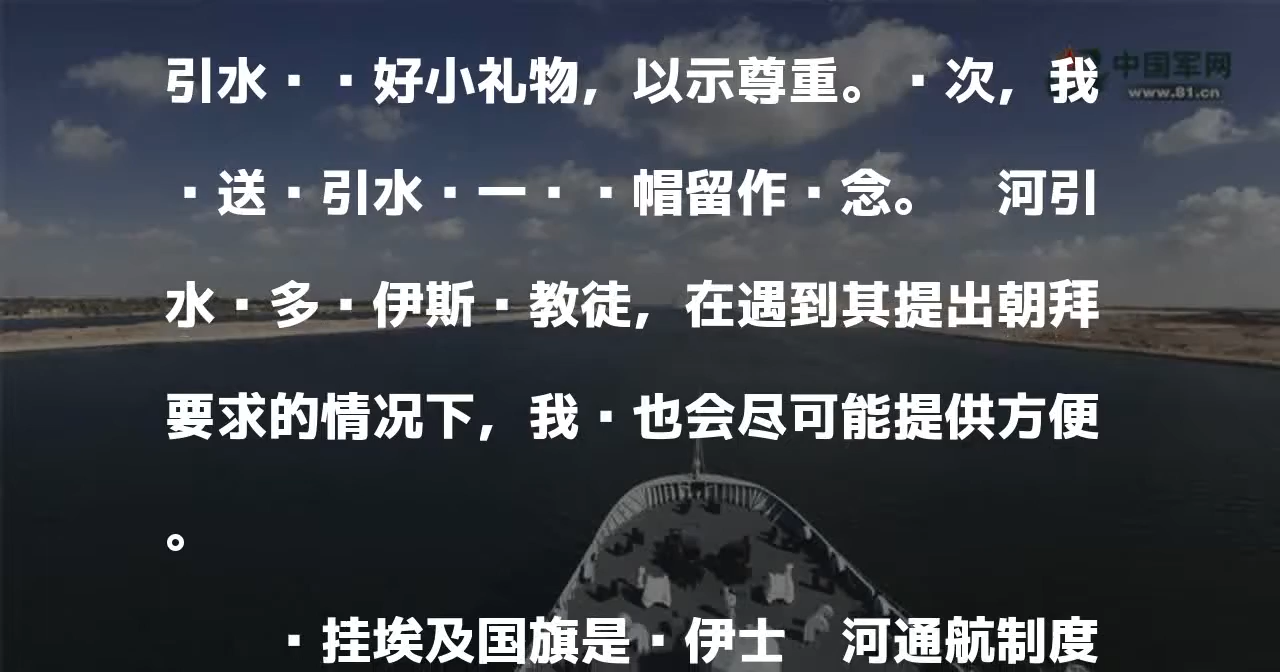 中国军网
www.81.cn
引水▪▪好小礼物，以示尊重。▪次，我
▪送▪引水▪一▪▪帽留作▪念。　河引
水▪多▪伊斯▪教徒，在遇到其提出朝拜
要求的情况下，我▪也会尽可能提供方便
。
▪挂埃及国旗是▪伊士　河通航制度